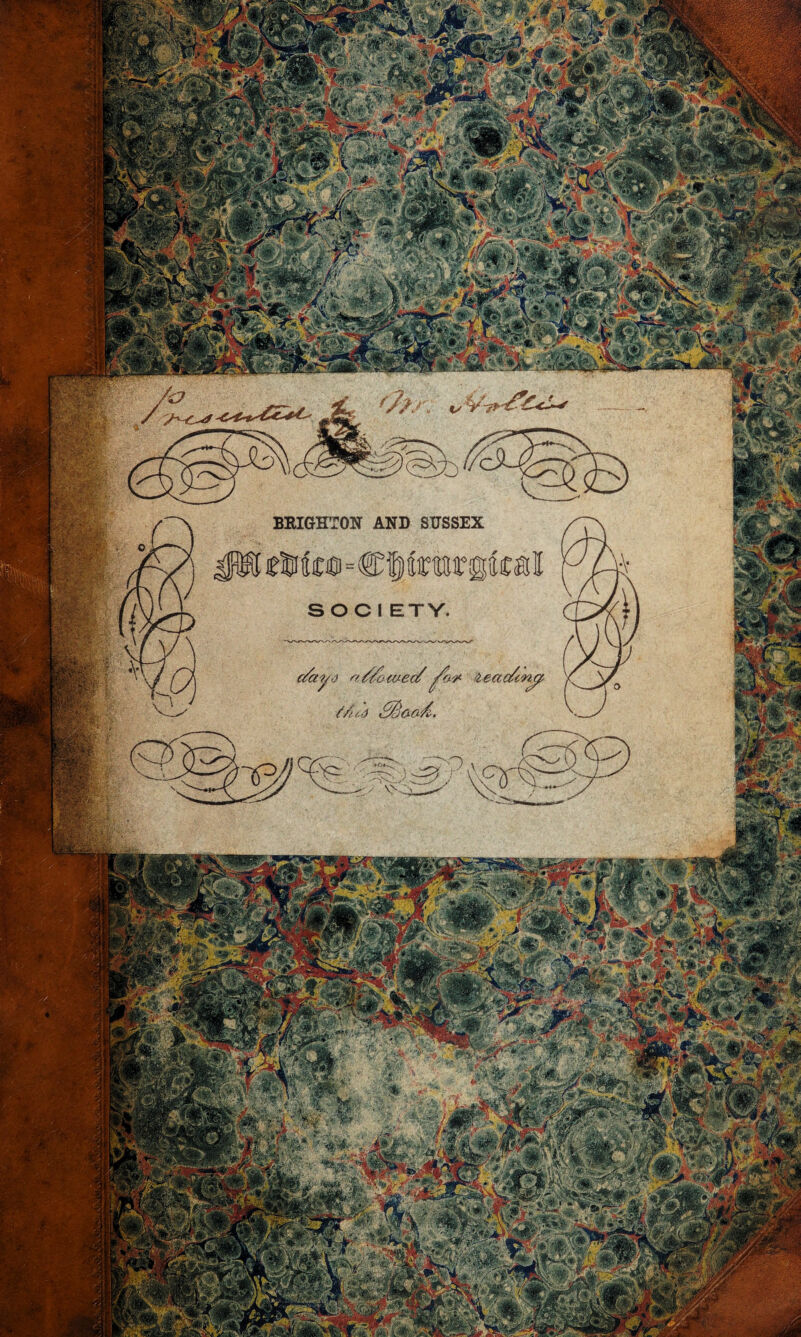 Presented by Mr. Hollis
BRIGHTON AND SUSSEX
Medico=Chirurgical
SOCIETY.
days allowed for reading
this Book.